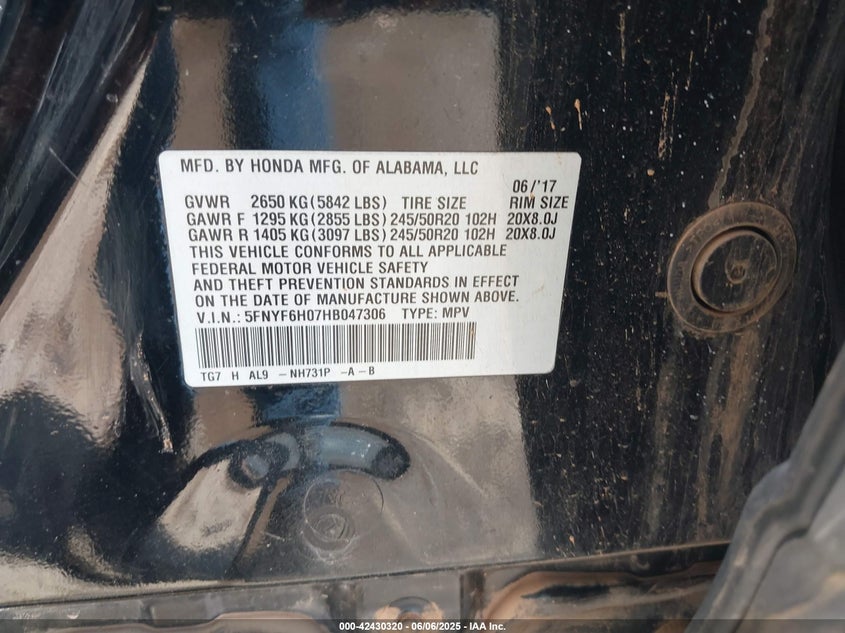 MFD. BY HONDA MFG. OF ALABAMA, LLC
06/'17
GVWR 2650 KG (5842 LBS) TIRE SIZE RIM SIZE
GAWR F 1295 KG (2855 LBS) 245/50R20 102H 20X8.0J
GAWR R 1405 KG (3097 LBS) 245/50R20 102H 20X8.0J
THIS VEHICLE CONFORMS TO ALL APPLICABLE
FEDERAL MOTOR VEHICLE SAFETY
AND THEFT PREVENTION STANDARDS IN EFFECT
ON THE DATE OF MANUFACTURE SHOWN ABOVE.
V.I.N.: 5FNYF6H07HB047306 TYPE: MPV
TG7 H AL9 – NH731P – A – B
000-42430320 | 06/06/2025 – IAA Inc.